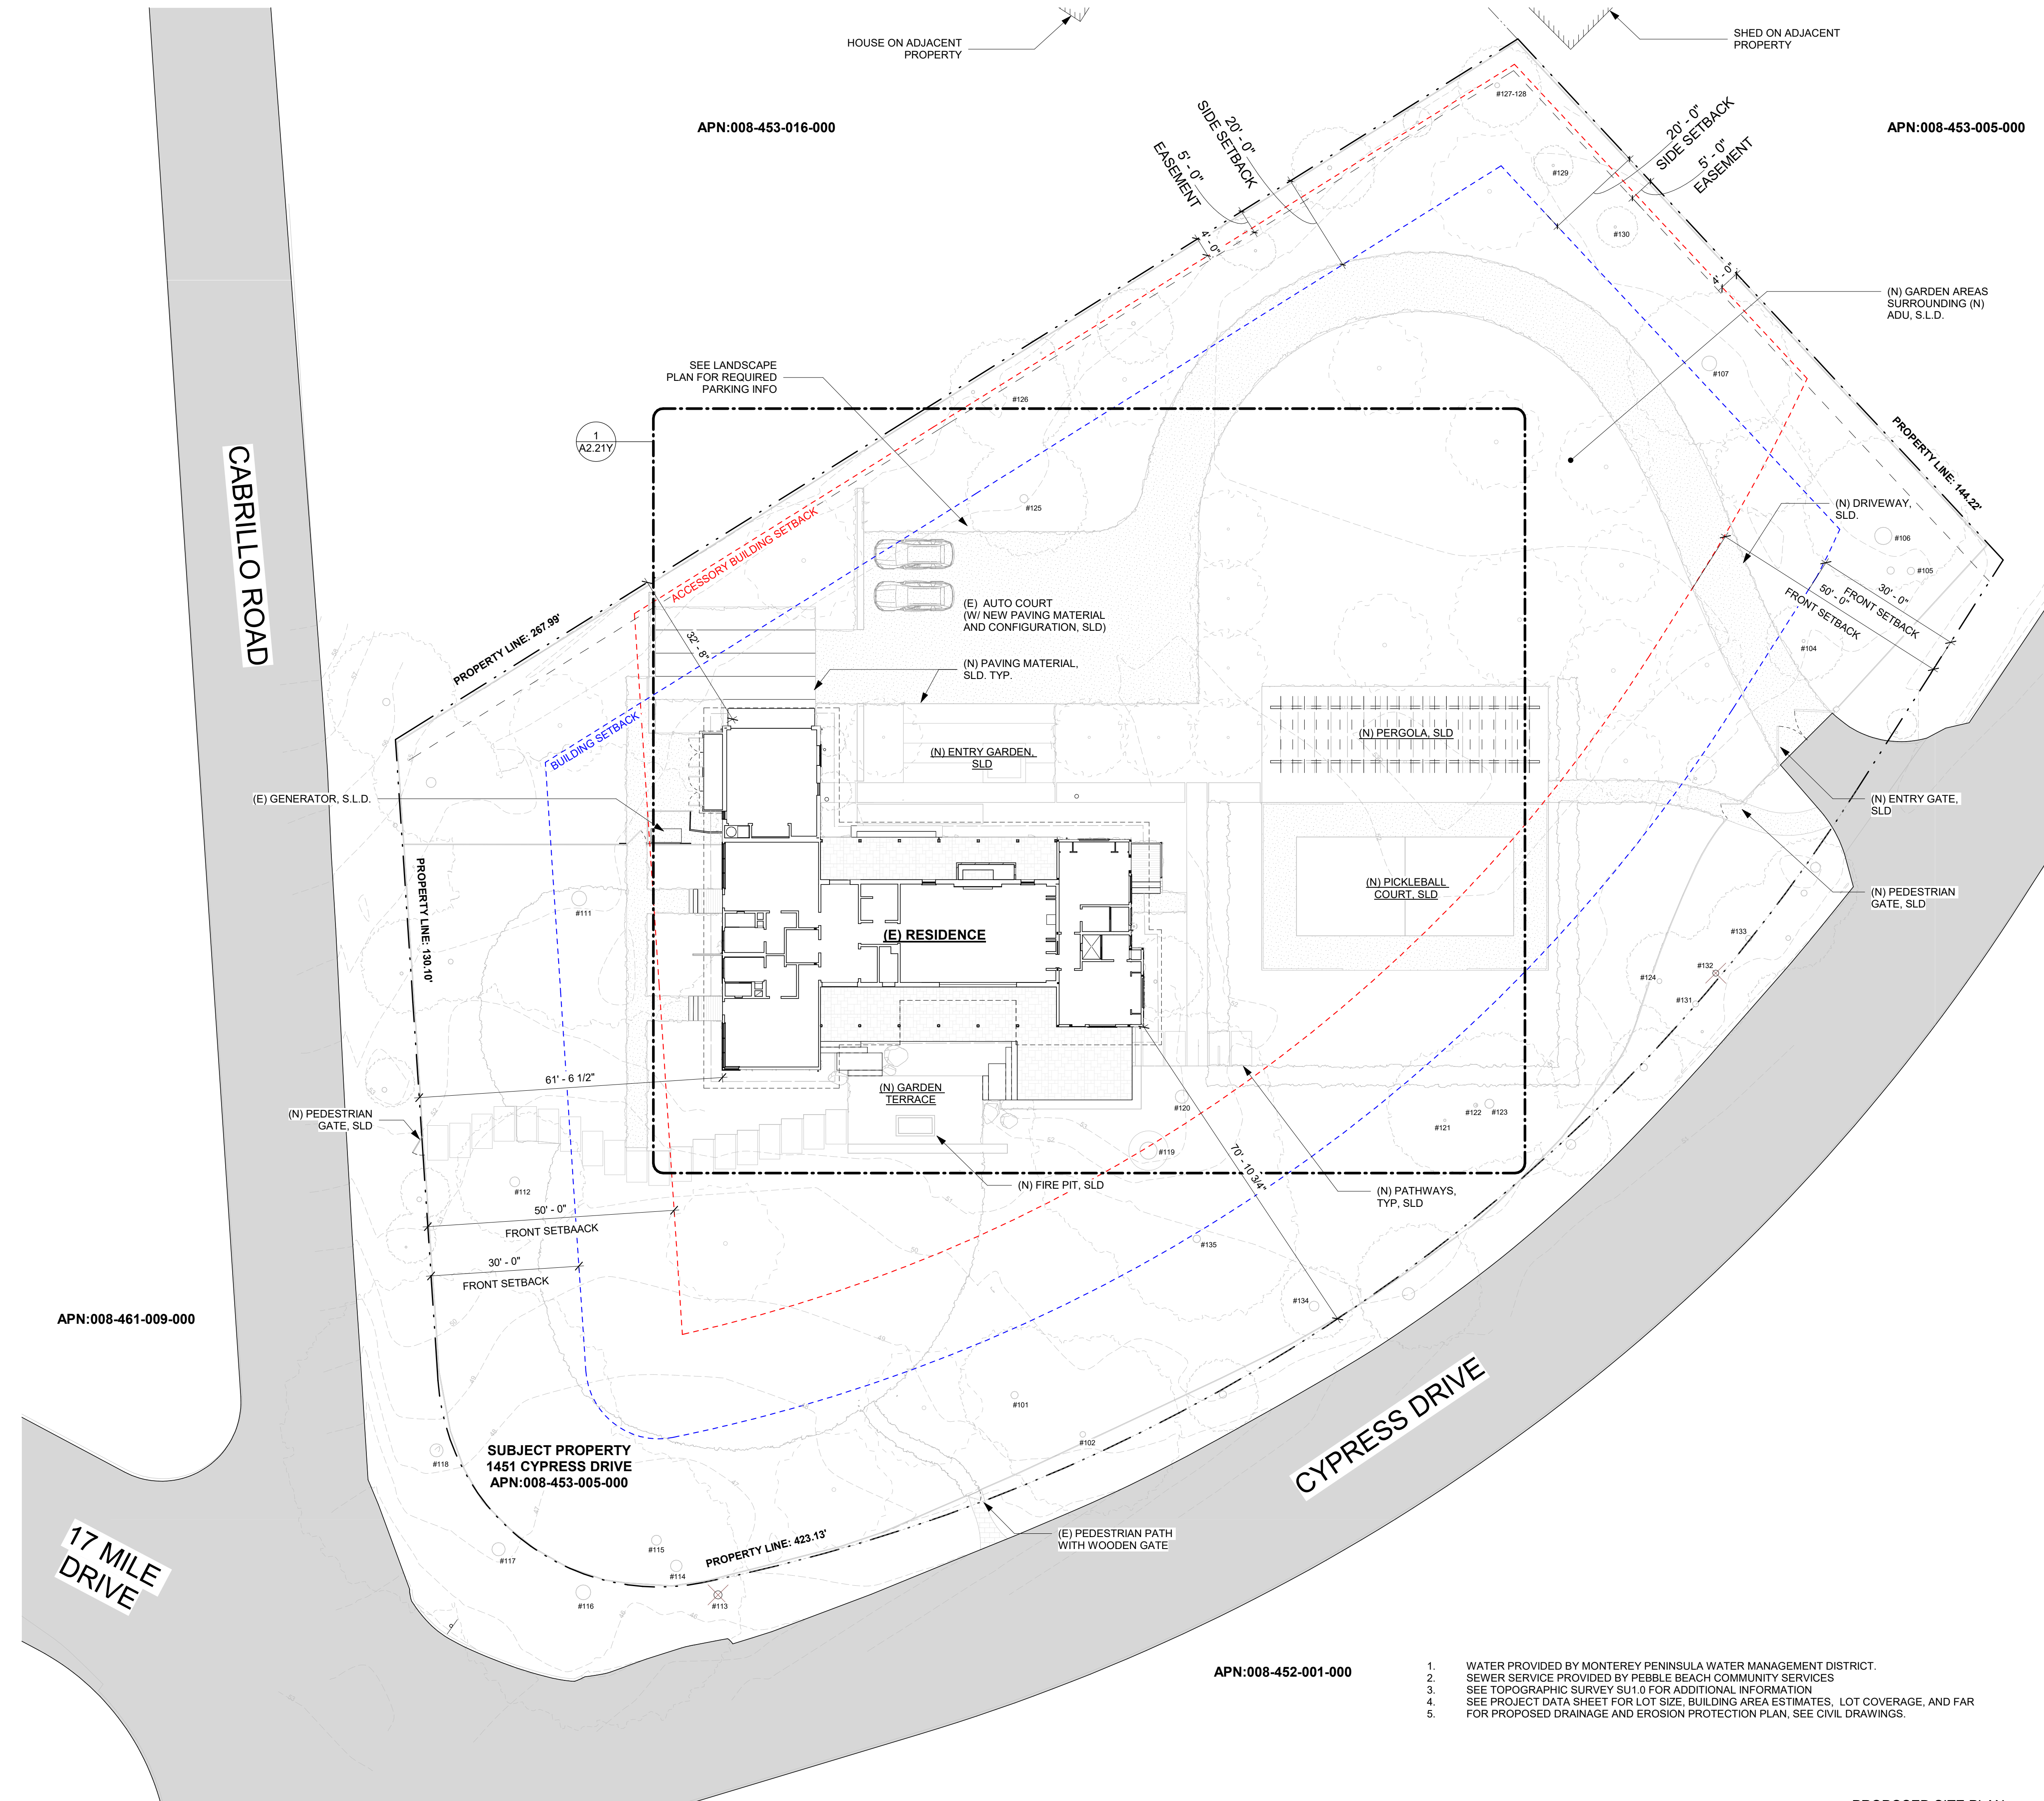 HOUSE ON ADJACENT
PROPERTY
SHED ON ADJACENT
PROPERTY
#127-128
APN:008-453-016-000
APN:008-453-005-000
20' - 0"
SIDE SETBACK
5' - 0"
EASEMENT
4' - 0"
20' - 0"
SIDE SETBACK
5' - 0"
EASEMENT
4' - 0"
#129
#130
(N) GARDEN AREAS
SURROUNDING (N)
ADU, S.L.D.
#107
SEE LANDSCAPE
PLAN FOR REQUIRED
PARKING INFO
#126
1
A2.21Y
PROPERTY LINE: 144.22'
CABRILLO ROAD
#125
ACCESSORY BUILDING SETBACK
(N) DRIVEWAY,
SLD.
#106
#105
(E) AUTO COURT
(W/ NEW PAVING MATERIAL
AND CONFIGURATION, SLD)
30' - 0"
FRONT SETBACK
50' - 0"
FRONT SETBACK
PROPERTY LINE: 267.99'
32' - 8"
#104
(N) PAVING MATERIAL,
SLD. TYP.
BUILDING SETBACK
(N) ENTRY GARDEN,
SLD
(N) PERGOLA, SLD
(E) GENERATOR, S.L.D.
(N) ENTRY GATE,
SLD
PROPERTY LINE: 130.10'
(N) PICKLEBALL
COURT, SLD
(N) PEDESTRIAN
GATE, SLD
#111
(E) RESIDENCE
#133
#132
#124
#131
61' - 6 1/2"
(N) GARDEN
TERRACE
(N) PEDESTRIAN
GATE, SLD
#120
#122
#123
#121
#119
70' - 10 3/4"
(N) FIRE PIT, SLD
(N) PATHWAYS,
TYP, SLD
#112
50' - 0"
FRONT SETBAACK
#135
30' - 0"
FRONT SETBACK
#134
APN:008-461-009-000
CYPRESS DRIVE
#101
#102
SUBJECT PROPERTY
1451 CYPRESS DRIVE
APN:008-453-005-000
#118
17 MILE
DRIVE
(E) PEDESTRIAN PATH
WITH WOODEN GATE
PROPERTY LINE: 423.13'
#115
#117
#114
#116
#113
APN:008-452-001-000
1. WATER PROVIDED BY MONTEREY PENINSULA WATER MANAGEMENT DISTRICT.
2. SEWER SERVICE PROVIDED BY PEBBLE BEACH COMMUNITY SERVICES
3. SEE TOPOGRAPHIC SURVEY SU1.0 FOR ADDITIONAL INFORMATION
4. SEE PROJECT DATA SHEET FOR LOT SIZE, BUILDING AREA ESTIMATES, LOT COVERAGE, AND FAR
5. FOR PROPOSED DRAINAGE AND EROSION PROTECTION PLAN, SEE CIVIL DRAWINGS.